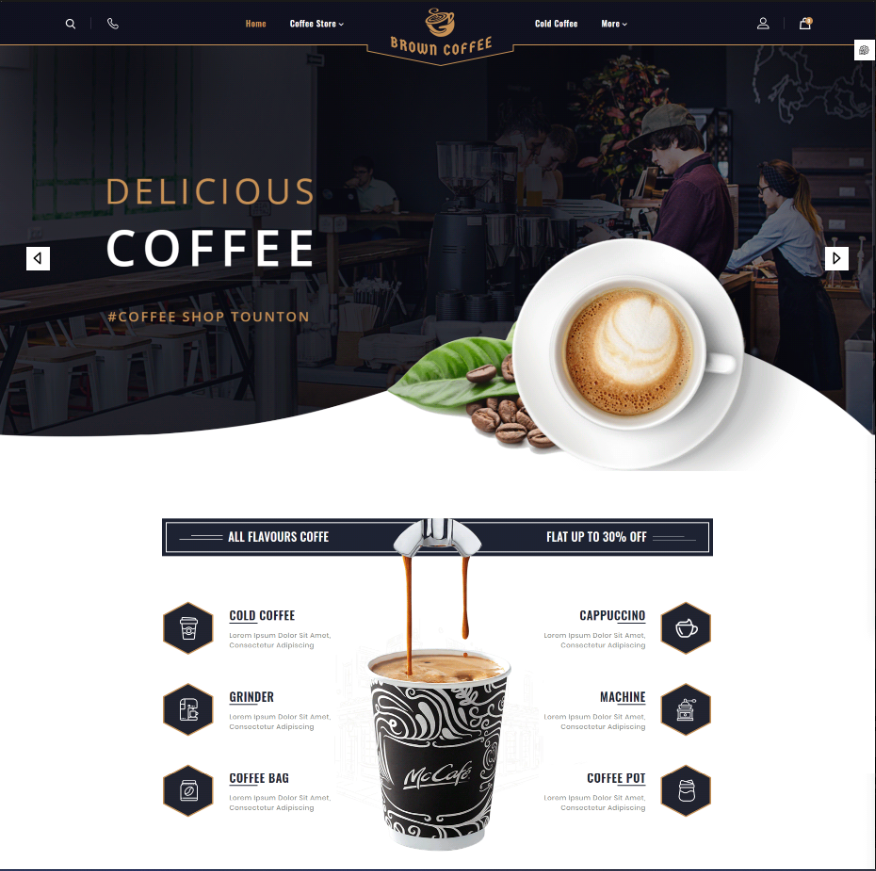 Home
Coffee Store
BROWN COFFEE
Cold Coffee
More
0
DELICIOUS
COFFEE
#COFFEE SHOP TOUNTON
ALL FLAVOURS COFFE
FLAT UP TO 30% OFF
COLD COFFEE
Lorem Ipsum Dolor Sit Amet,
Consectetur Adipiscing
CAPPUCCINO
Lorem Ipsum Dolor Sit Amet,
Consectetur Adipiscing
GRINDER
Lorem Ipsum Dolor Sit Amet,
Consectetur Adipiscing
MACHINE
Lorem Ipsum Dolor Sit Amet,
Consectetur Adipiscing
McCafé
COFFEE BAG
Lorem Ipsum Dolor Sit Amet,
Consectetur Adipiscing
COFFEE POT
Lorem Ipsum Dolor Sit Amet,
Consectetur Adipiscing